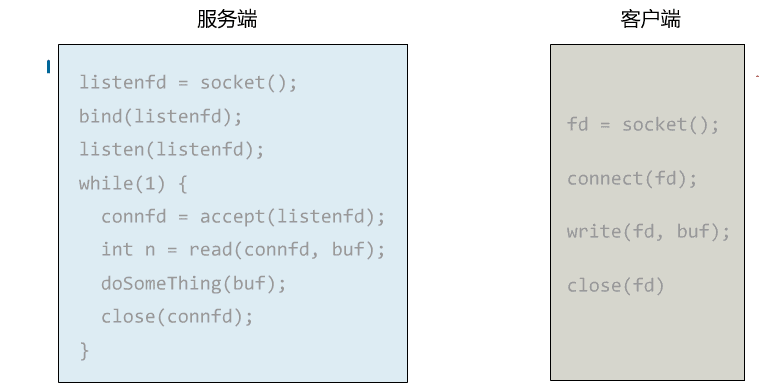 服务端
listenfd = socket();
bind(listenfd);
listen(listenfd);
while(1) {
connfd = accept(listenfd);
int n = read(connfd, buf);
doSomeThing(buf);
close(connfd);
}
客户端
fd = socket();
connect(fd);
write(fd, buf);
close(fd)